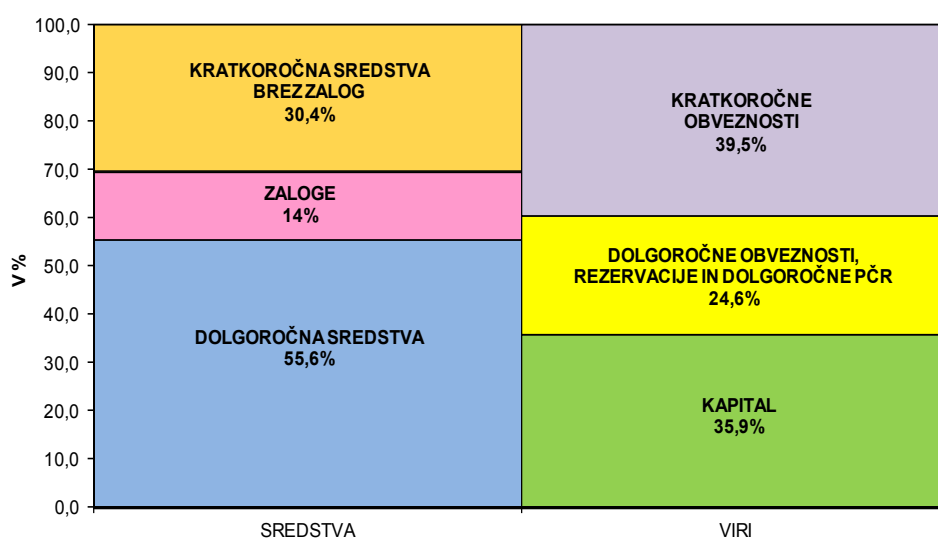 100,0
90,0
80,0
70,0
60,0
50,0
40,0
30,0
20,0
10,0
0,0
V %
KRATKOROČNA SREDSTVA
BREZ ZALOG
30,4%
ZALOGE
14%
DOLGOROČNA SREDSTVA
55,6%
KRATKOROČNE
OBVEZNOSTI
39,5%
DOLGOROČNE OBVEZNOSTI,
REZERVACIJE IN DOLGOROČNE PČR
24,6%
KAPITAL
35,9%
SREDSTVA
VIRI